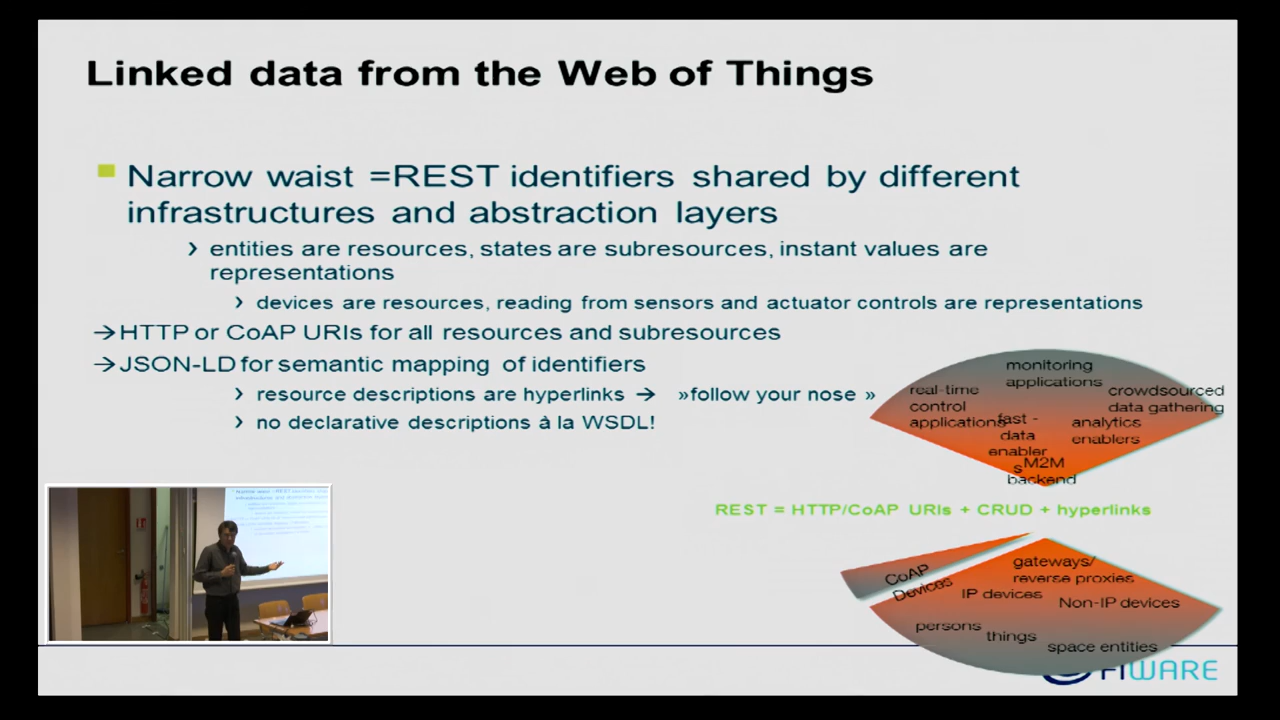 Linked data from the Web of Things
Narrow waist =REST identifiers shared by different
infrastructures and abstraction layers
› entities are resources, states are subresources, instant values are
representations
› devices are resources, reading from sensors and actuator controls are representations
→HTTP or CoAP URIs for all resources and subresources
→JSON-LD for semantic mapping of identifiers
› resource descriptions are hyperlinks → »follow your nose »
› no declarative descriptions à la WSDL!
monitoring
applications
real-time
control
applications
crowdsourced
data gathering
fast -
data
enabler
s
analytics
enablers
M2M
backend
REST = HTTP/CoAP URIs + CRUD + hyperlinks
CoAP
Devices
gateways/
reverse proxies
IP devices
Non-IP devices
persons
things
space entities
FIWARE